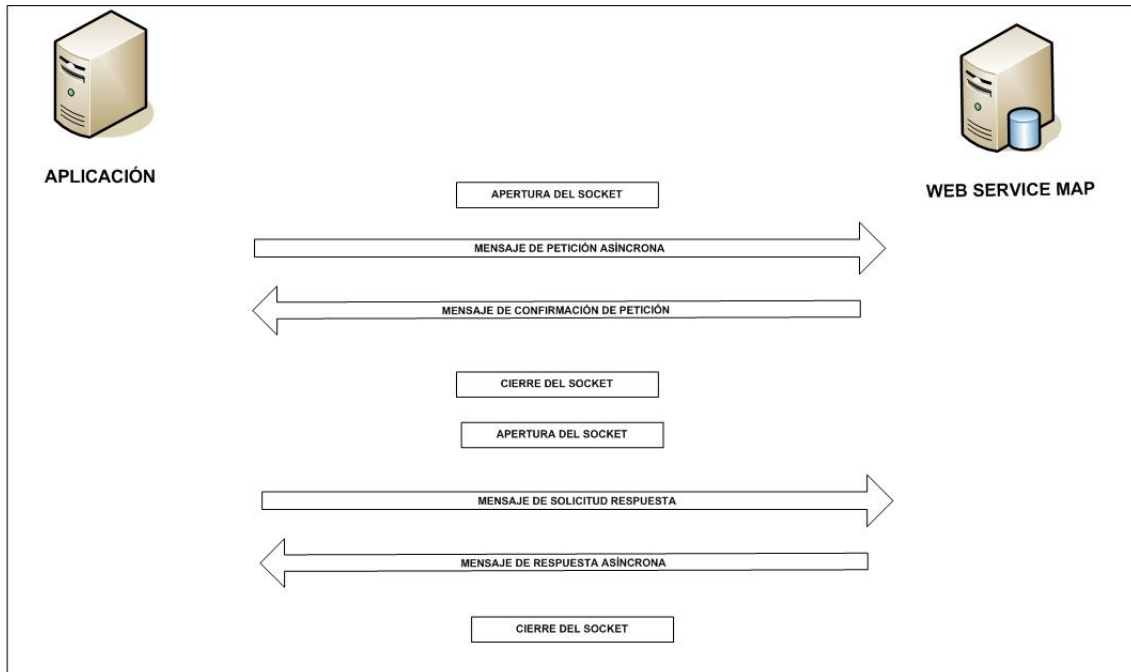 APLICACIÓN
WEB SERVICE MAP
APERTURA DEL SOCKET
MENSAJE DE PETICIÓN ASÍNCRONA
MENSAJE DE CONFIRMACIÓN DE PETICIÓN
CIERRE DEL SOCKET
APERTURA DEL SOCKET
MENSAJE DE SOLICITUD RESPUESTA
MENSAJE DE RESPUESTA ASÍNCRONA
CIERRE DEL SOCKET